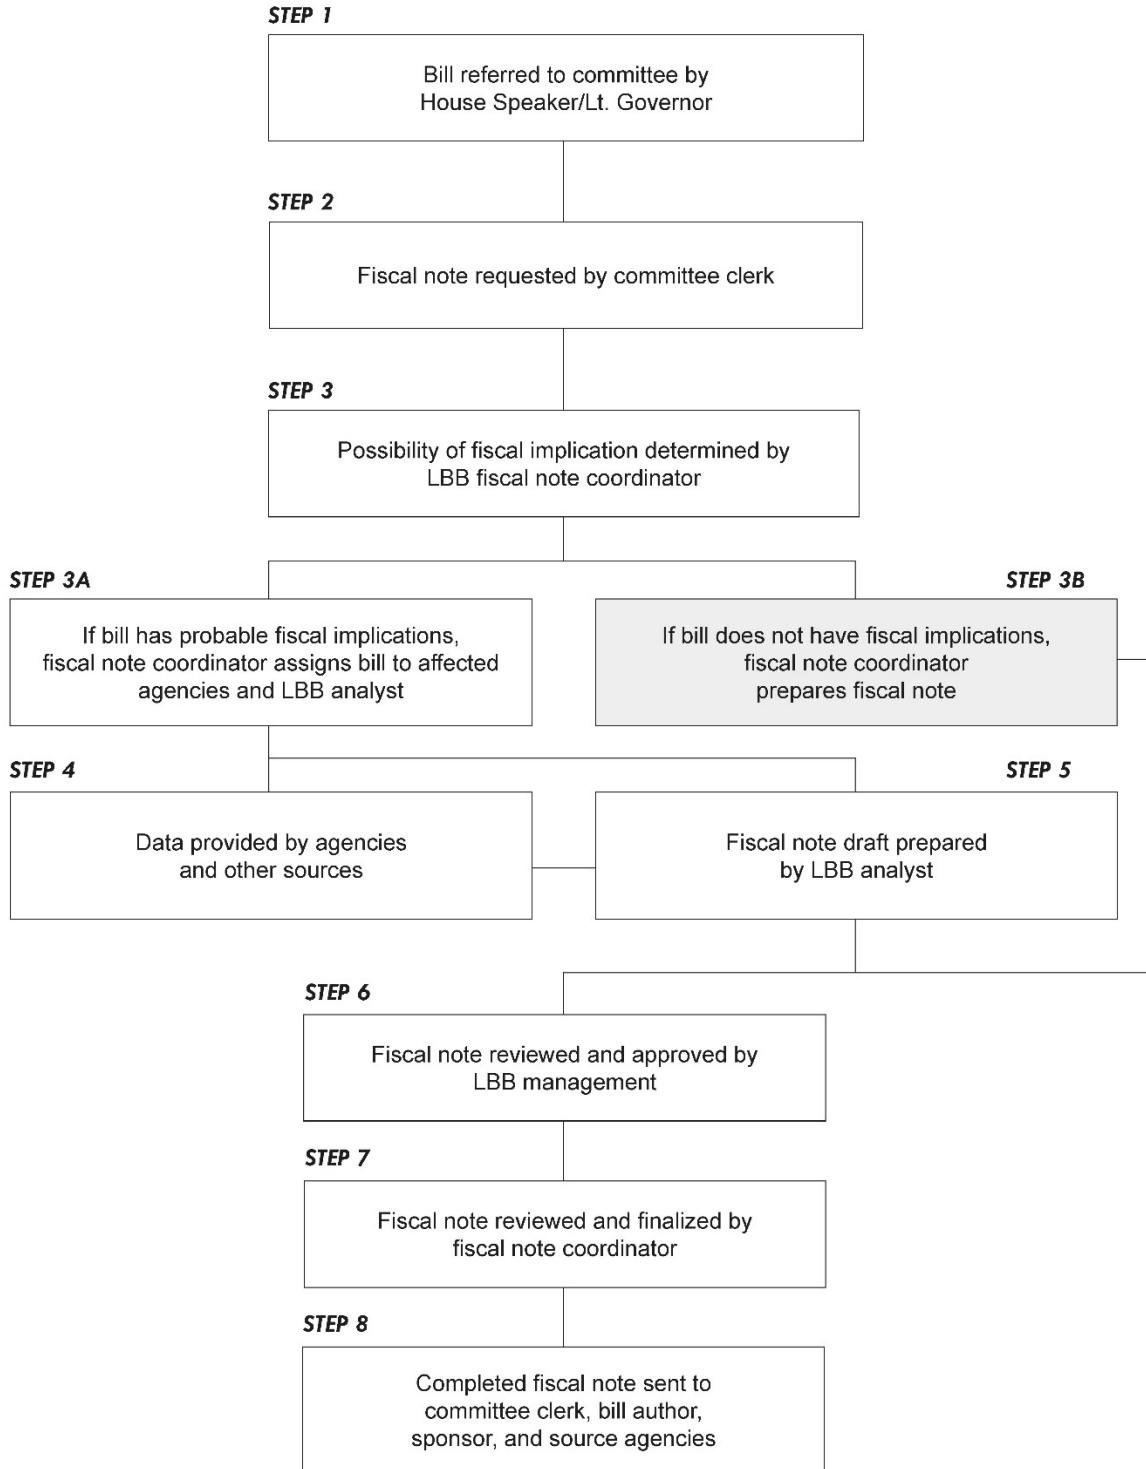 STEP 1
Bill referred to committee by
House Speaker/Lt. Governor
STEP 2
Fiscal note requested by committee clerk
STEP 3
Possibility of fiscal implication determined by
LBB fiscal note coordinator
STEP 3A
If bill has probable fiscal implications,
fiscal note coordinator assigns bill to affected
agencies and LBB analyst
STEP 3B
If bill does not have fiscal implications,
fiscal note coordinator
prepares fiscal note
STEP 4
Data provided by agencies
and other sources
STEP 5
Fiscal note draft prepared
by LBB analyst
STEP 6
Fiscal note reviewed and approved by
LBB management
STEP 7
Fiscal note reviewed and finalized by
fiscal note coordinator
STEP 8
Completed fiscal note sent to
committee clerk, bill author,
sponsor, and source agencies